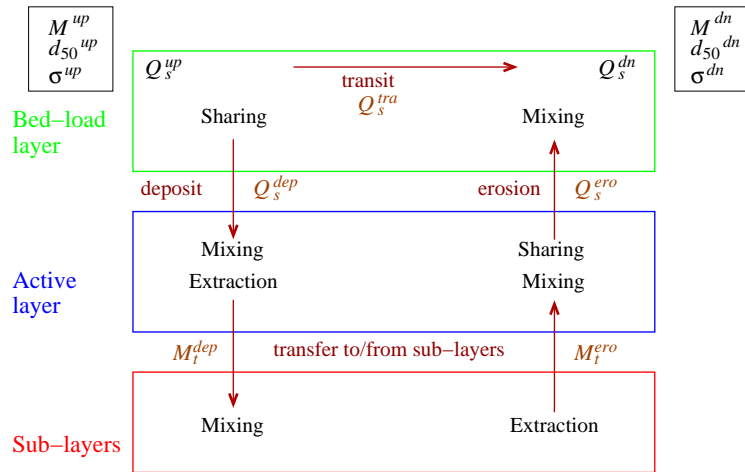 M^up
d_50^up
σ^up
M^dn
d_50^dn
σ^dn
Q_s^up
transit
Q_s^dn
Q_s^tra
Bed–load
layer
Sharing
Mixing
deposit
Q_s^dep
erosion
Q_s^ero
Active
layer
Mixing
Extraction
Sharing
Mixing
M_t^dep
transfer to/from sub–layers
M_t^ero
Sub–layers
Mixing
Extraction